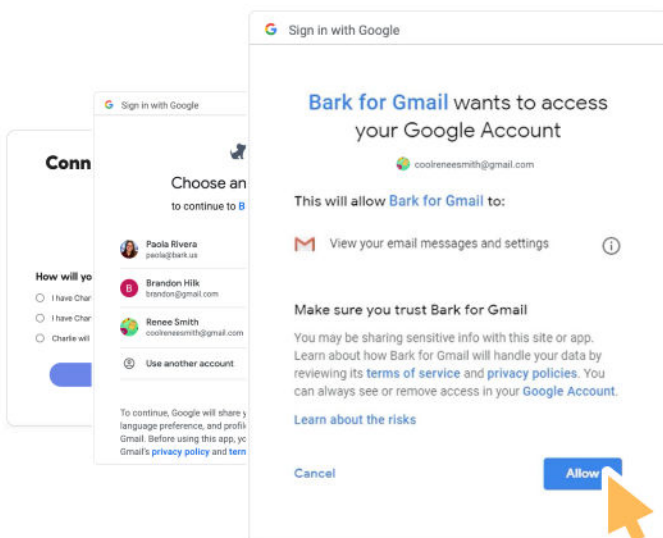 Conn
How will yo
I have Char
I have Char
Charlie will
Sign in with Google
Choose an
to continue to B
Paola Rivera
paola@bark.us
B
Brandon Hilk
brandon@gmail.com
Renee Smith
coolreneesmith@gmail.com
Use another account
To continue, Google will share y
language preference, and profil
Gmail. Before using this app, yo
Gmail's privacy policy and term
Sign in with Google
Bark for Gmail wants to access
your Google Account
coolreneesmith@gmail.com
This will allow Bark for Gmail to:
View your email messages and settings
Make sure you trust Bark for Gmail
You may be sharing sensitive info with this site or app.
Learn about how Bark for Gmail will handle your data by
reviewing its terms of service and privacy policies. You
can always see or remove access in your Google Account.
Learn about the risks
Cancel
Allow